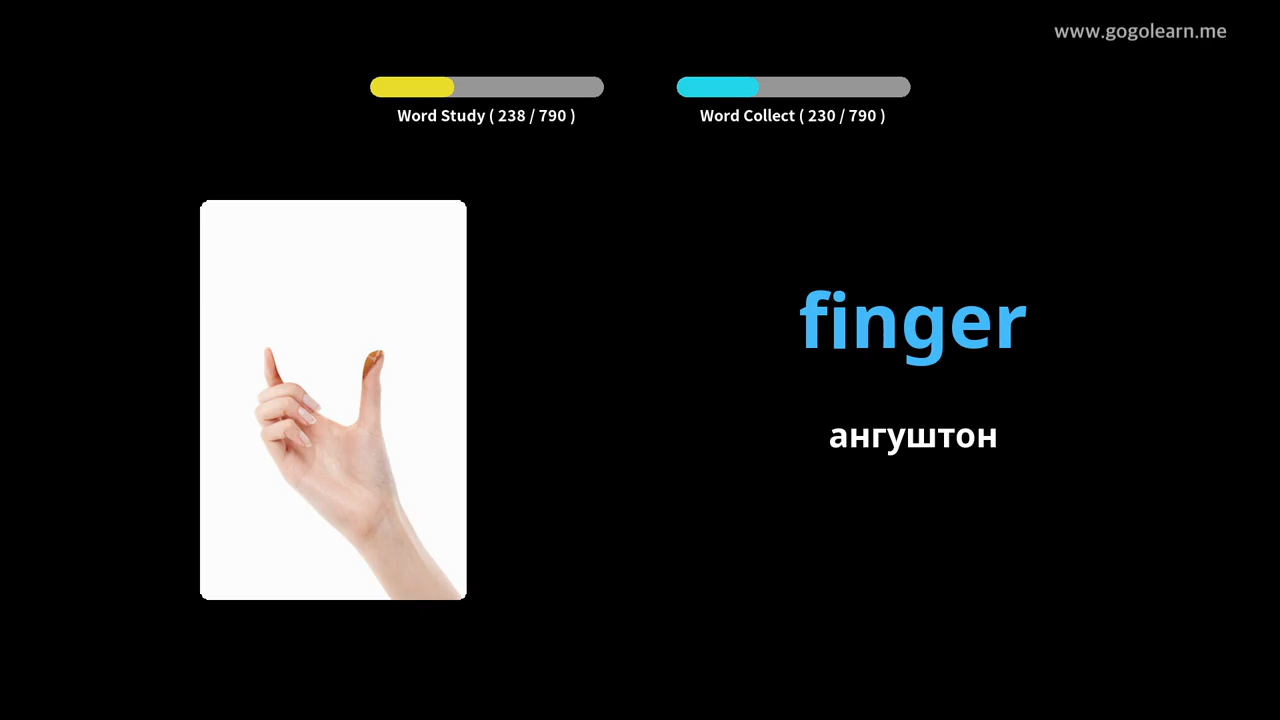 www.gogolearn.me
Word Study ( 238 / 790 )
Word Collect ( 230 / 790 )
finger
ангуштон